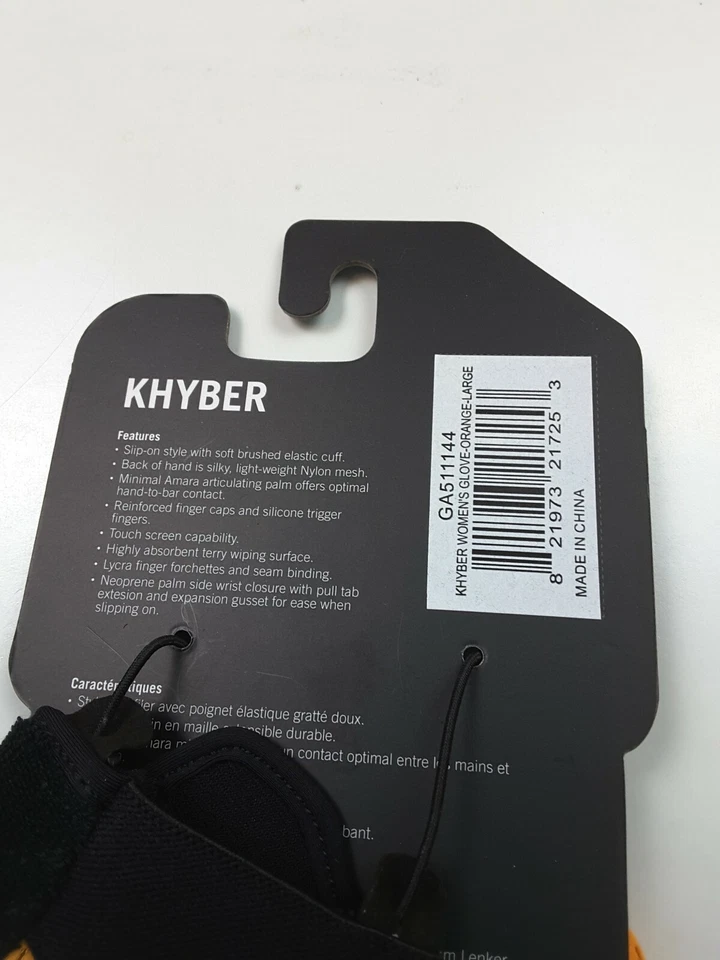 KHYBER
Features
• Slip-on style with soft brushed elastic cuff.
• Back of hand is silky, light-weight Nylon mesh.
• Minimal Amara articulating palm offers optimal
hand-to-bar contact.
• Reinforced finger caps and silicone trigger
fingers.
• Touch screen capability.
• Highly absorbent terry wiping surface.
• Lycra finger forchettes and seam binding.
• Neoprene palm side wrist closure with pull tab
extesion and expansion gusset for ease when
slipping on.
GA511144
KHYBER WOMEN'S GLOVE-ORANGE-LARGE
8 21973 21725 3
MADE IN CHINA
avec poignet élastique gratté doux.
en maille durable.
contact optimal entre mains et
Lenker